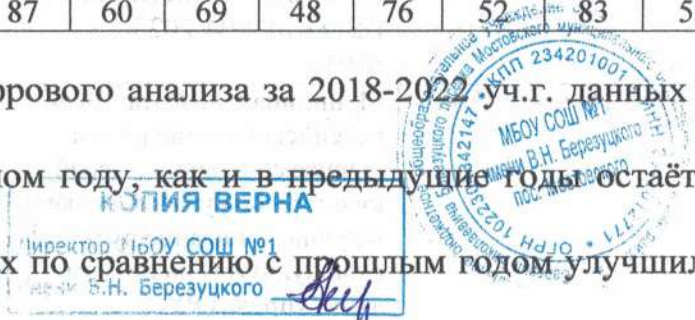 87 60 69 48 76 52 83 5
рового анализа за 2018-2022 уч.г. данных
ом году, как и в предыдущие годы остаёт
КОПИЯ ВЕРНА
Директор МБОУ СОШ №1
х по сравнению с прошлым годом улучшил
имени В.Н. Березуцкого
МБОУ СОШ №1
имени В.Н. Березуцкого
пос. Мостовского
КПП 234201001
ОГРН